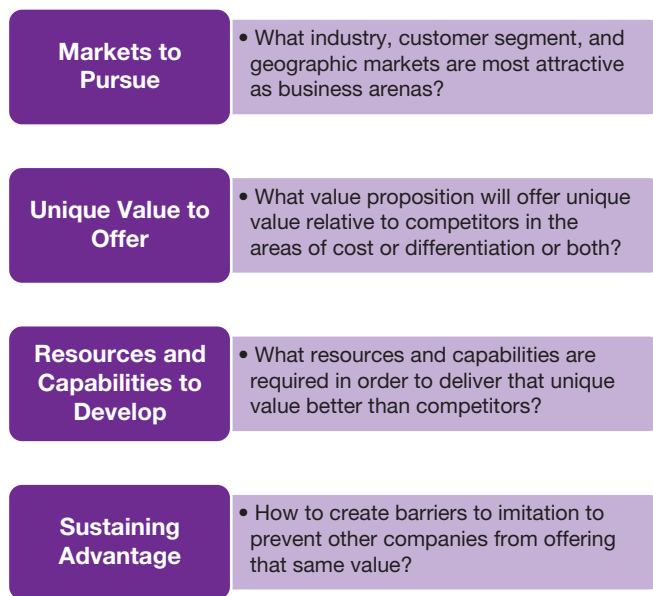 Markets to
Pursue
• What industry, customer segment, and
geographic markets are most attractive
as business arenas?
Unique Value to
Offer
• What value proposition will offer unique
value relative to competitors in the
areas of cost or differentiation or both?
Resources and
Capabilities to
Develop
• What resources and capabilities are
required in order to deliver that unique
value better than competitors?
Sustaining
Advantage
• How to create barriers to imitation to
prevent other companies from offering
that same value?